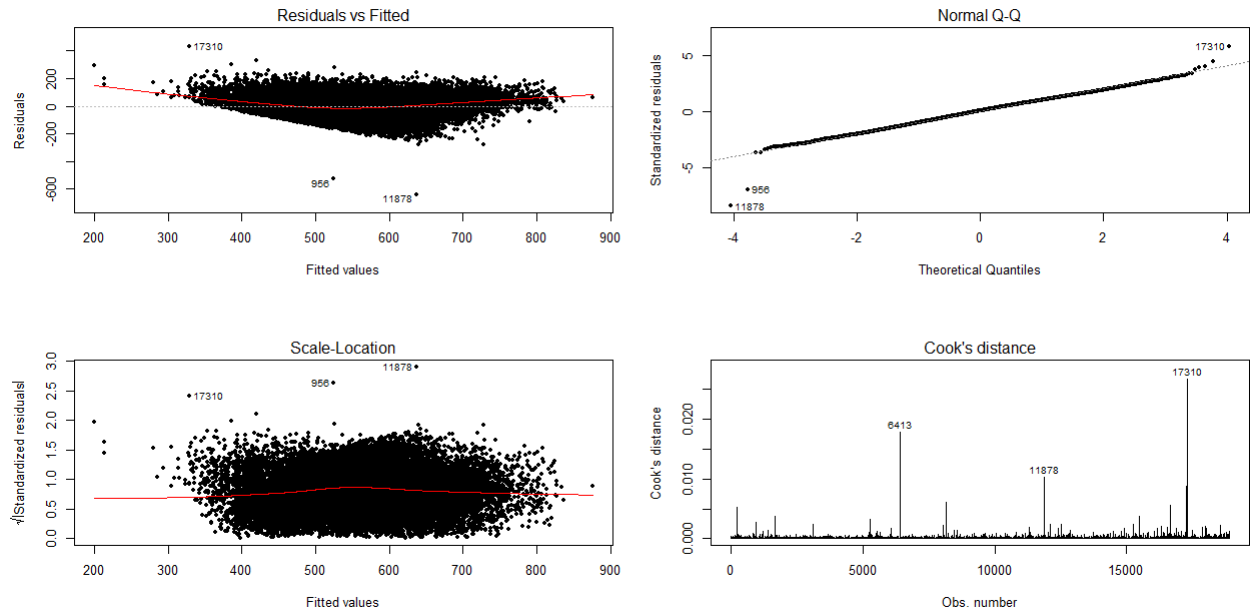 Residuals vs Fitted
Residuals
200
0
-200
-600
17310
956
11878
200 300 400 500 600 700 800 900
Fitted values
Normal Q-Q
Standardized residuals
5
0
-5
17310
956
11878
-4 -2 0 2 4
Theoretical Quantiles
Scale-Location
√|Standardized residuals|
3.0
2.5
2.0
1.5
1.0
0.5
0.0
11878
956
17310
200 300 400 500 600 700 800 900
Fitted values
Cook's distance
Cook's distance
0.020
0.010
0.000
17310
6413
11878
0 5000 10000 15000
Obs. number